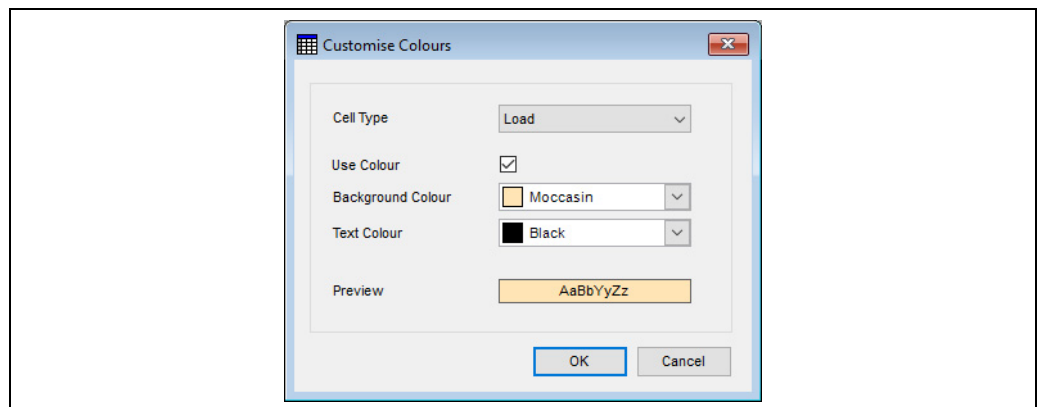 Customise Colours
Cell Type Load
Use Colour
Background Colour Moccasin
Text Colour Black
Preview AaBbYyZz
OK Cancel